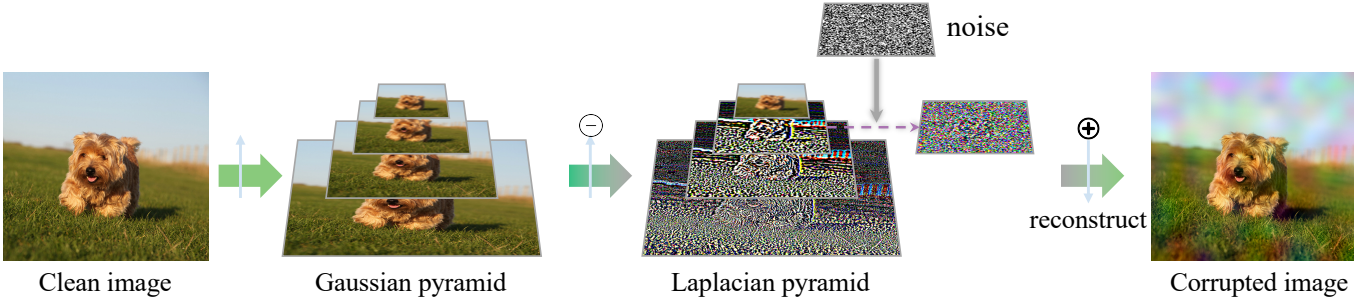 noise
reconstruct
Clean image
Gaussian pyramid
Laplacian pyramid
Corrupted image